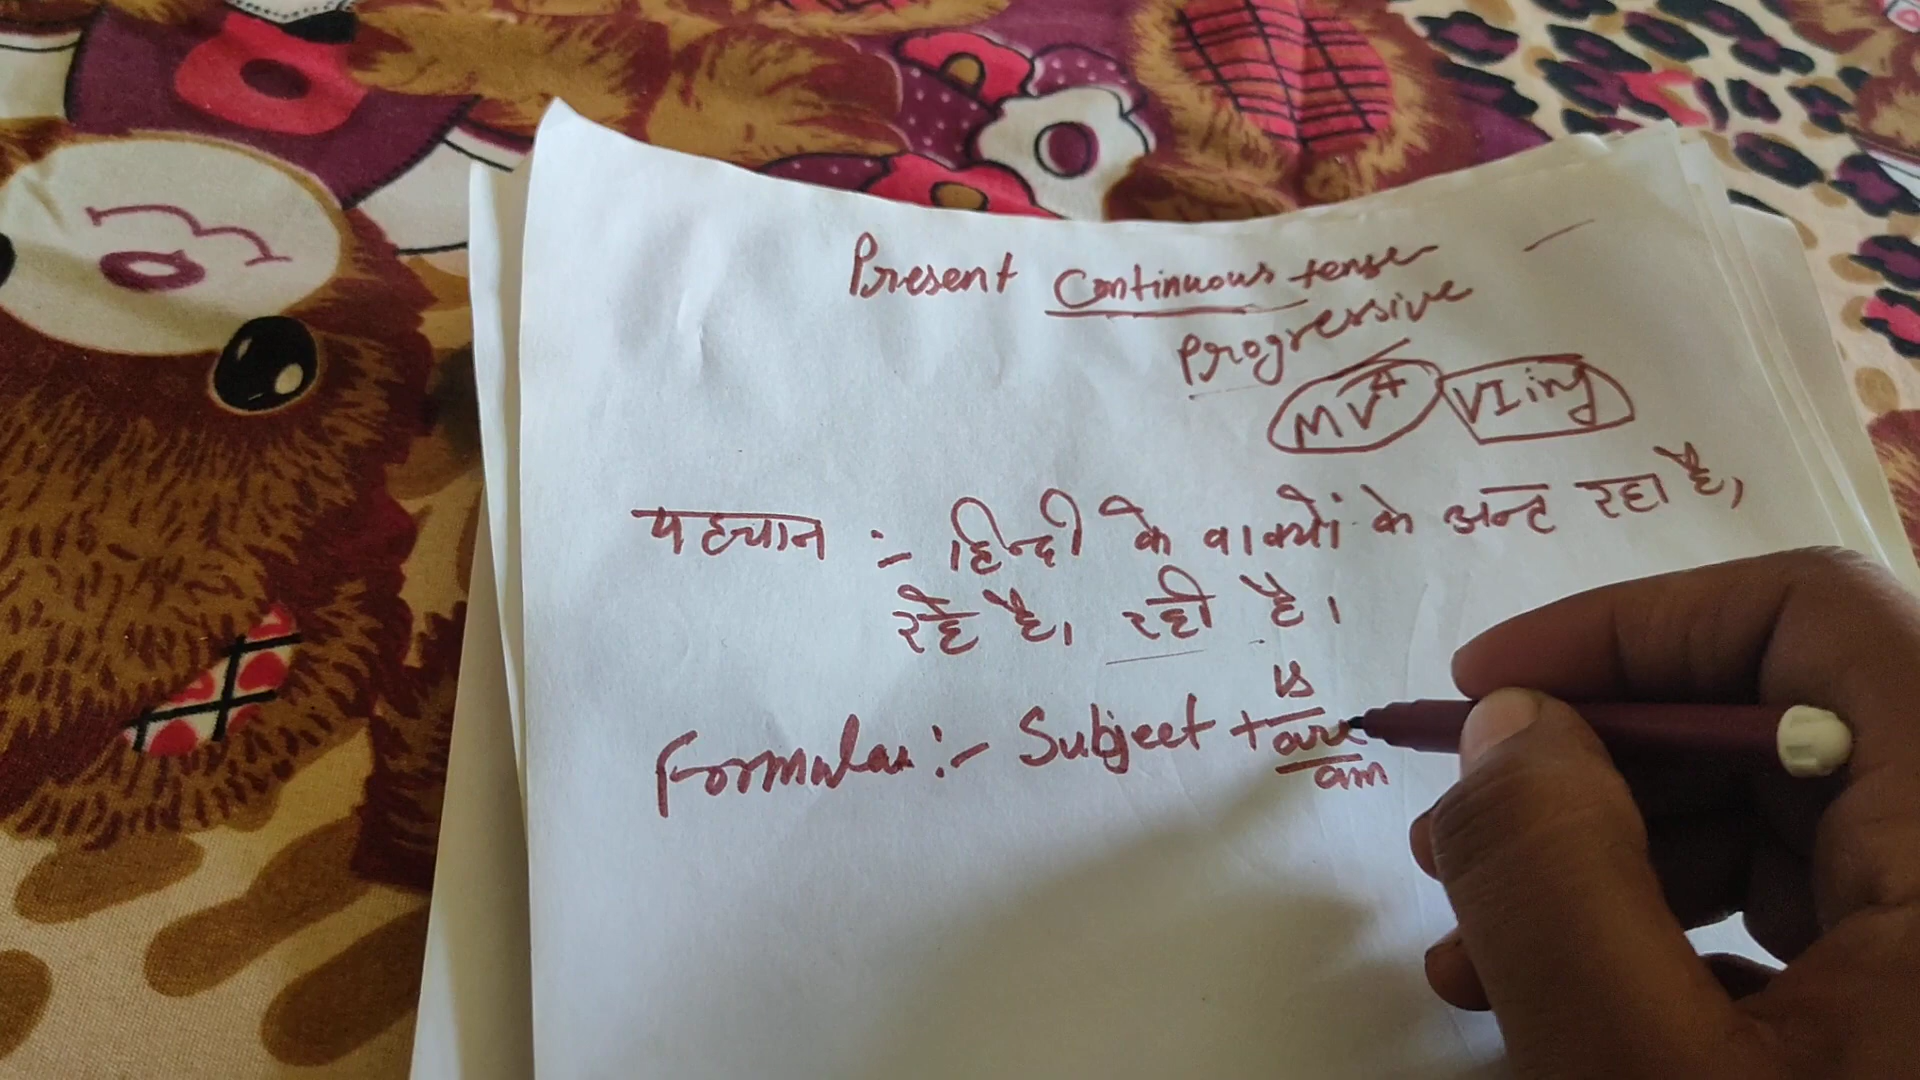 Present Continuous tense
Progressive
MV4 VIing
पहचान :- हिन्दी के वाक्यों के अन्त रहा है,
रहे है, रही है।
is
Formula :- Subject + are
am